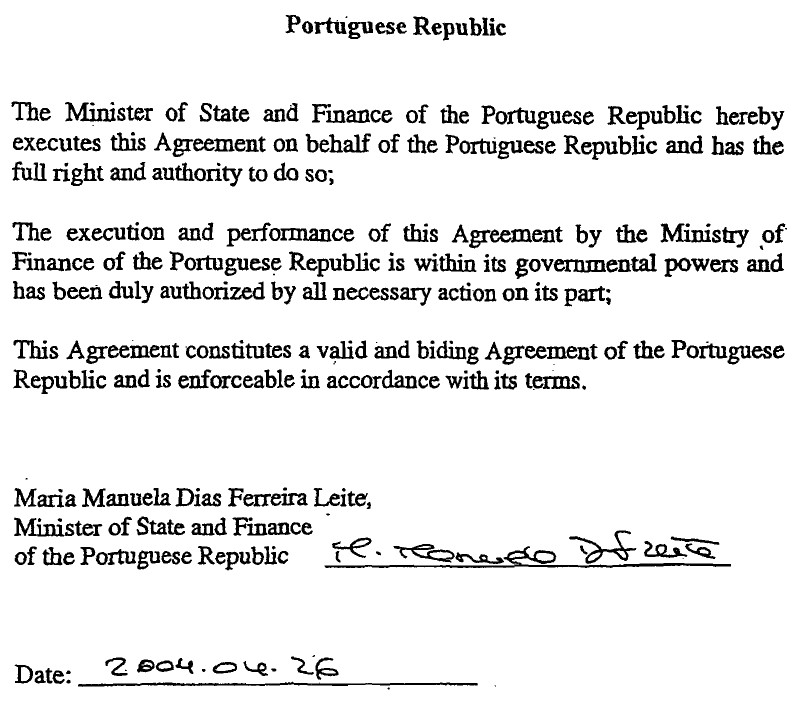 Portuguese Republic
The Minister of State and Finance of the Portuguese Republic hereby
executes this Agreement on behalf of the Portuguese Republic and has the
full right and authority to do so;
The execution and performance of this Agreement by the Ministry of
Finance of the Portuguese Republic is within its governmental powers and
has been duly authorized by all necessary action on its part;
This Agreement constitutes a valid and biding Agreement of the Portuguese
Republic and is enforceable in accordance with its terms.
Maria Manuela Dias Ferreira Leite,
Minister of State and Finance
of the Portuguese Republic
Date: 2004.04.26